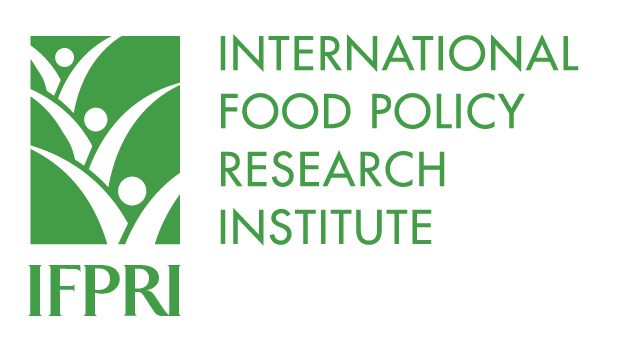 INTERNATIONAL
FOOD POLICY
RESEARCH
INSTITUTE
IFPRI